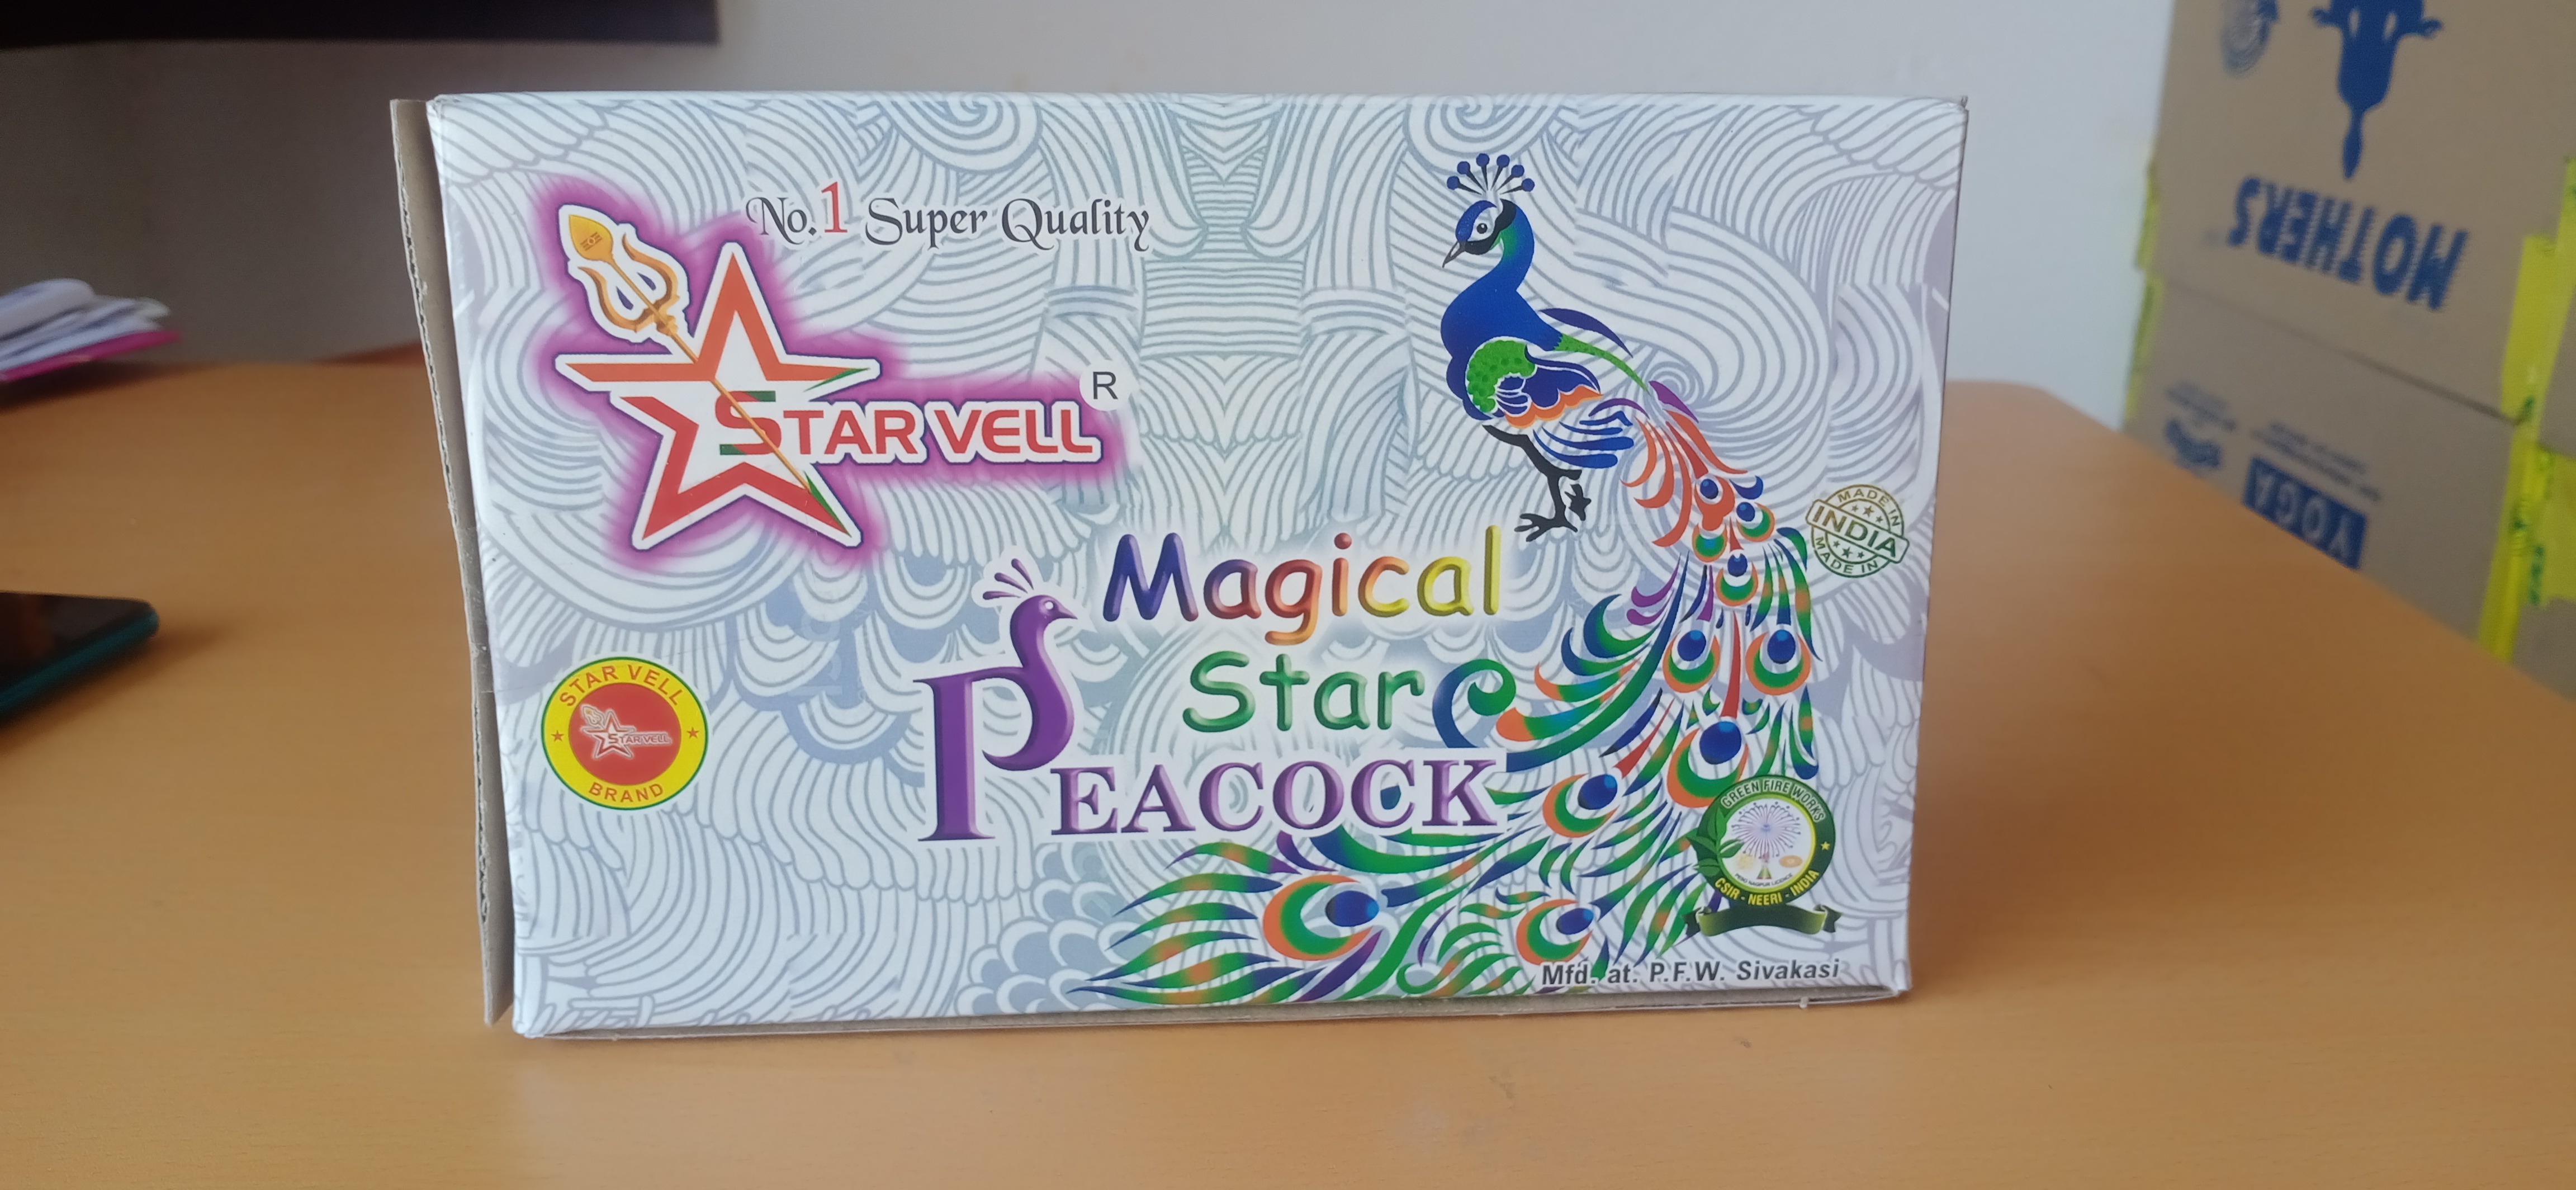 No.1 Super Quality
STAR VELL R
Magical
Star
PEACOCK
STAR VELL
STAR VELL
BRAND
MADE IN
INDIA
MADE IN
GREEN FIRE WORKS
CSIR - NEERI - INDIA
Mfd. at. P.F.W. Sivakasi
MOTHERS
YOGA